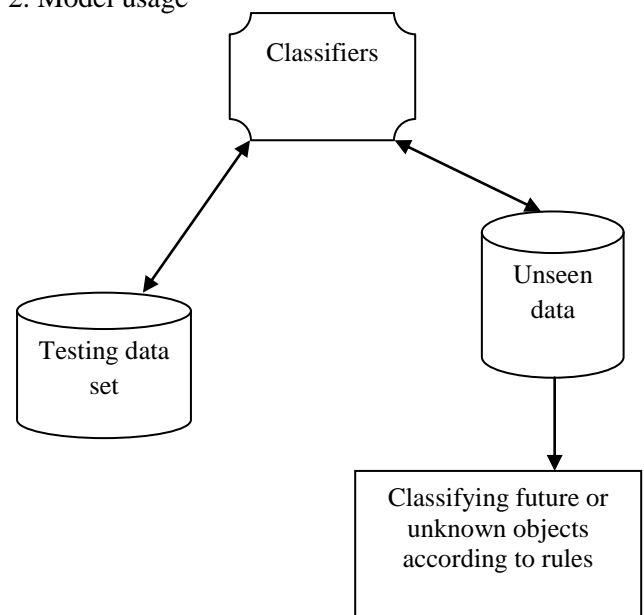 2. Model usage
Classifiers
Unseen
data
Testing data
set
Classifying future or
unknown objects
according to rules